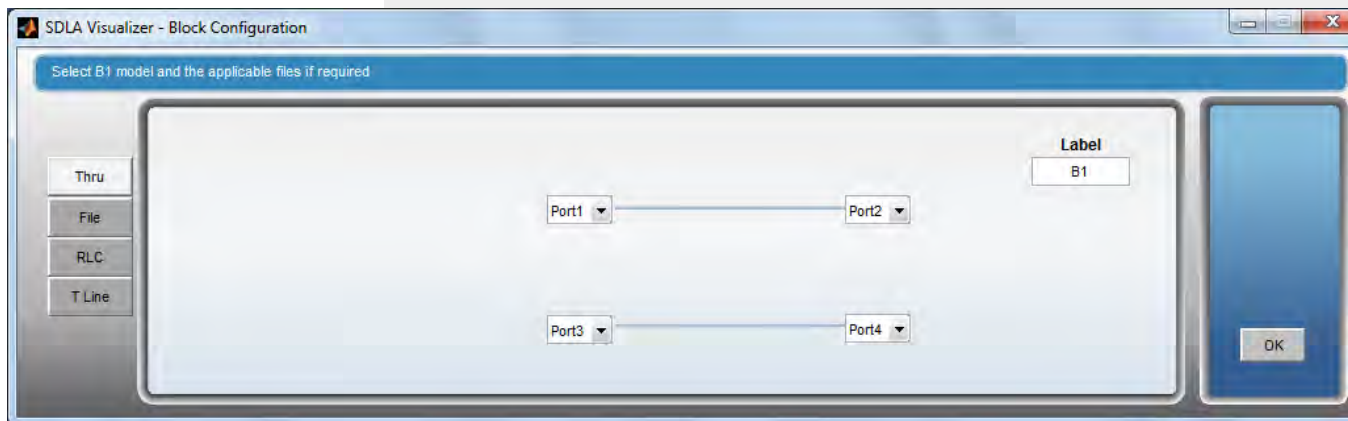 SDLA Visualizer - Block Configuration
Select B1 model and the applicable files if required
Label
B1
Thru
File
RLC
T Line
Port1
Port2
Port3
Port4
OK